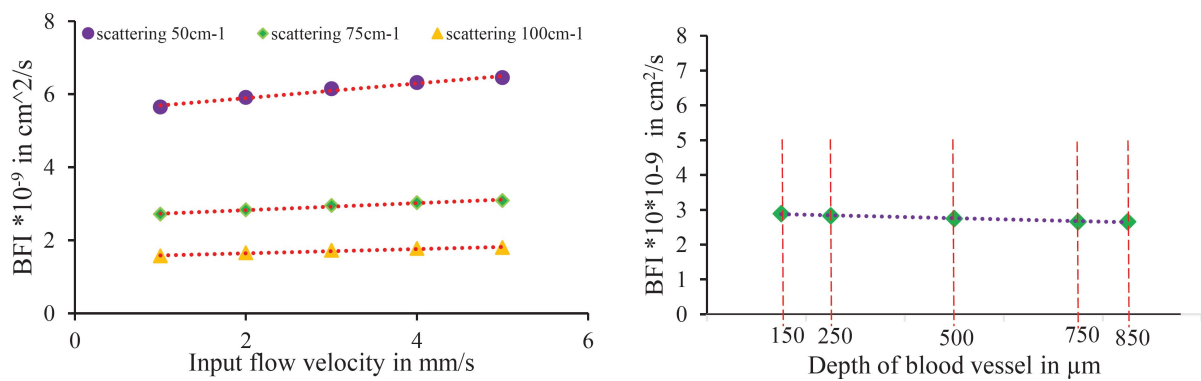 scattering 50cm-1 scattering 75cm-1 scattering 100cm-1
BFI *10⁻⁹ in cm^2/s
8
6
4
2
0
0 2 4 6
Input flow velocity in mm/s
BFI *10*10-9 in cm²/s
8
7
6
5
4
3
2
1
0
150 250 500 750 850
Depth of blood vessel in µm